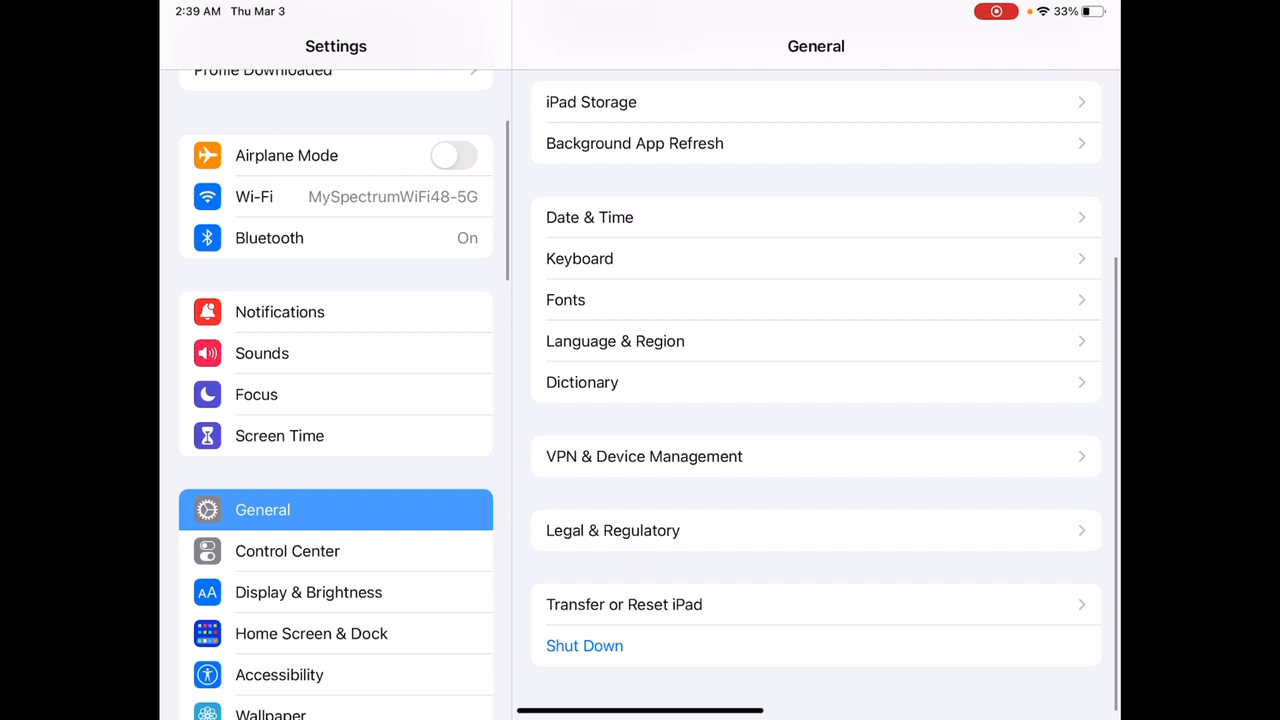 2:39 AM Thu Mar 3
33%
Settings
General
Profile Downloaded
Airplane Mode
Wi-Fi MySpectrumWiFi48-5G
Bluetooth On
Notifications
Sounds
Focus
Screen Time
General
Control Center
AA Display & Brightness
Home Screen & Dock
Accessibility
Wallpaper
iPad Storage
Background App Refresh
Date & Time
Keyboard
Fonts
Language & Region
Dictionary
VPN & Device Management
Legal & Regulatory
Transfer or Reset iPad
Shut Down